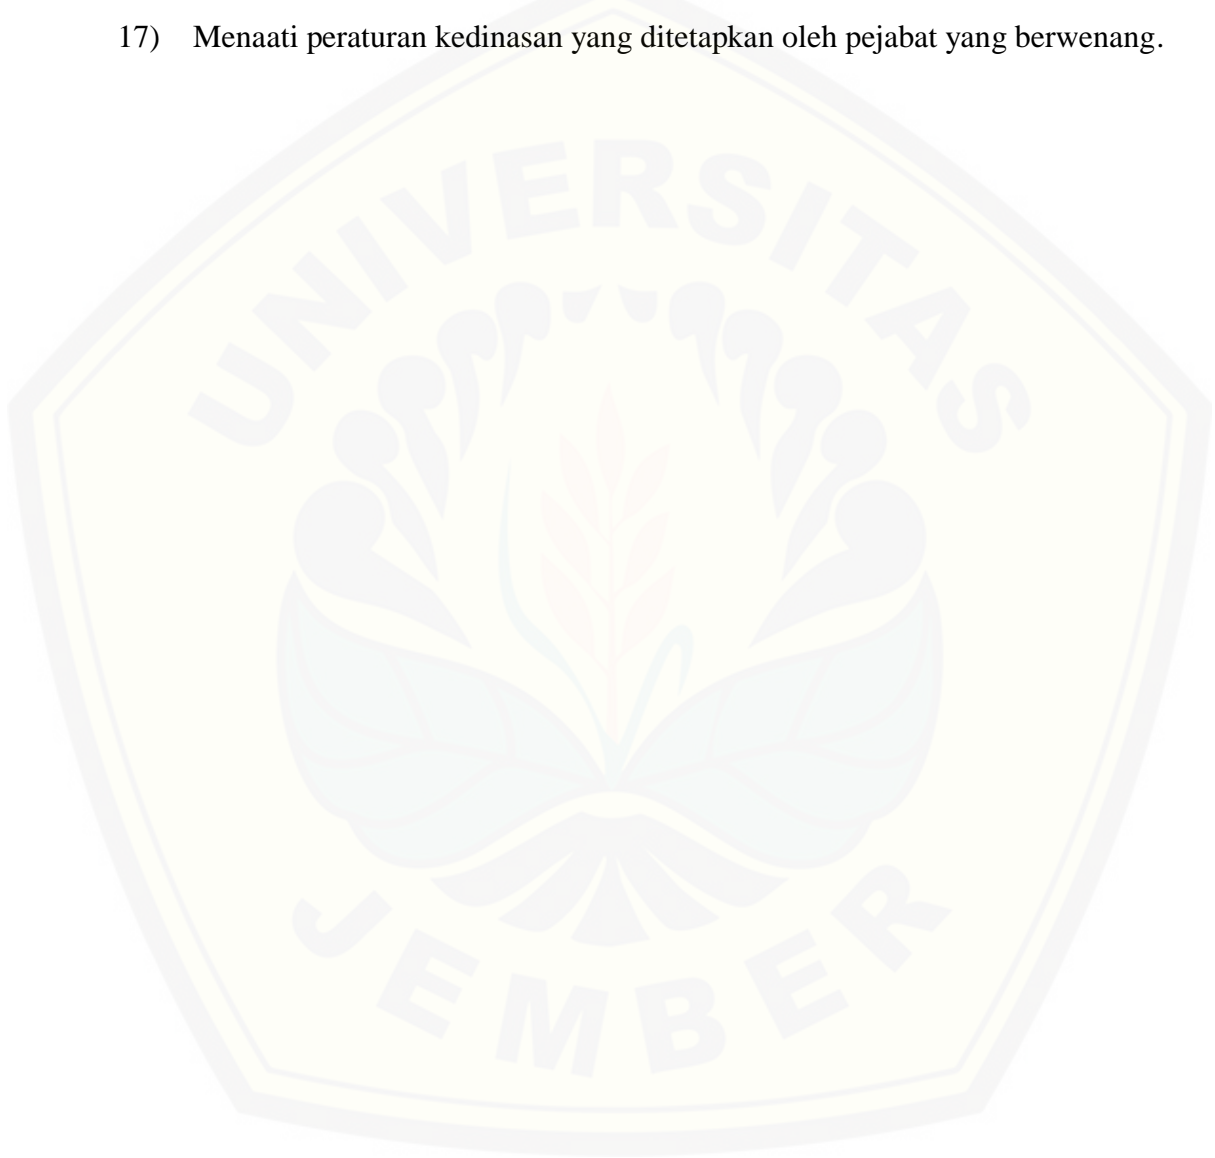 17) Menaati peraturan kedinasan yang ditetapkan oleh pejabat yang berwenang.
UNIVERSITAS
JEMBER